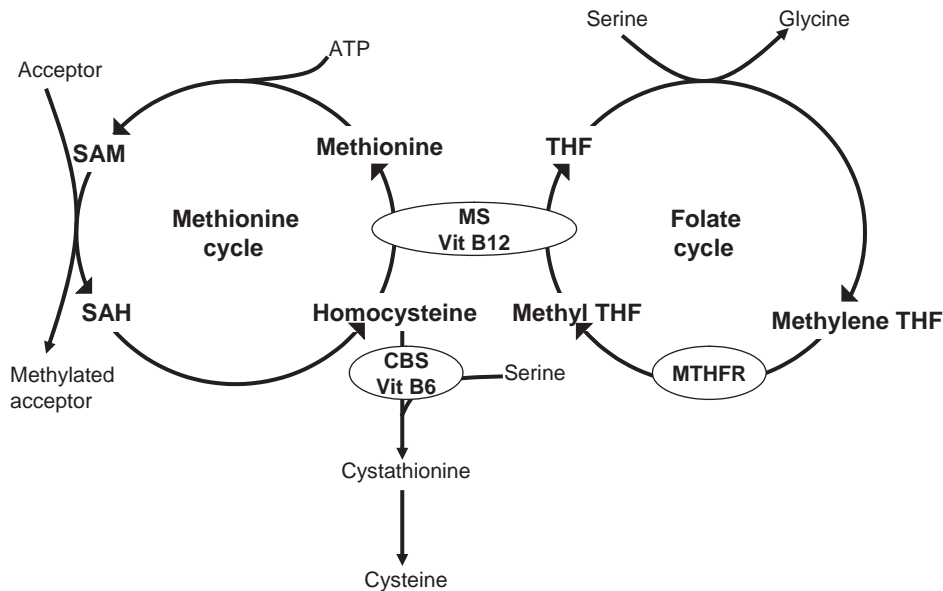 Serine
Glycine
ATP
Acceptor
SAM
Methionine
THF
Methionine
cycle
MS
Vit B12
Folate
cycle
SAH
Homocysteine
Methyl THF
Methylene THF
Methylated
acceptor
CBS
Vit B6
Serine
MTHFR
Cystathionine
Cysteine